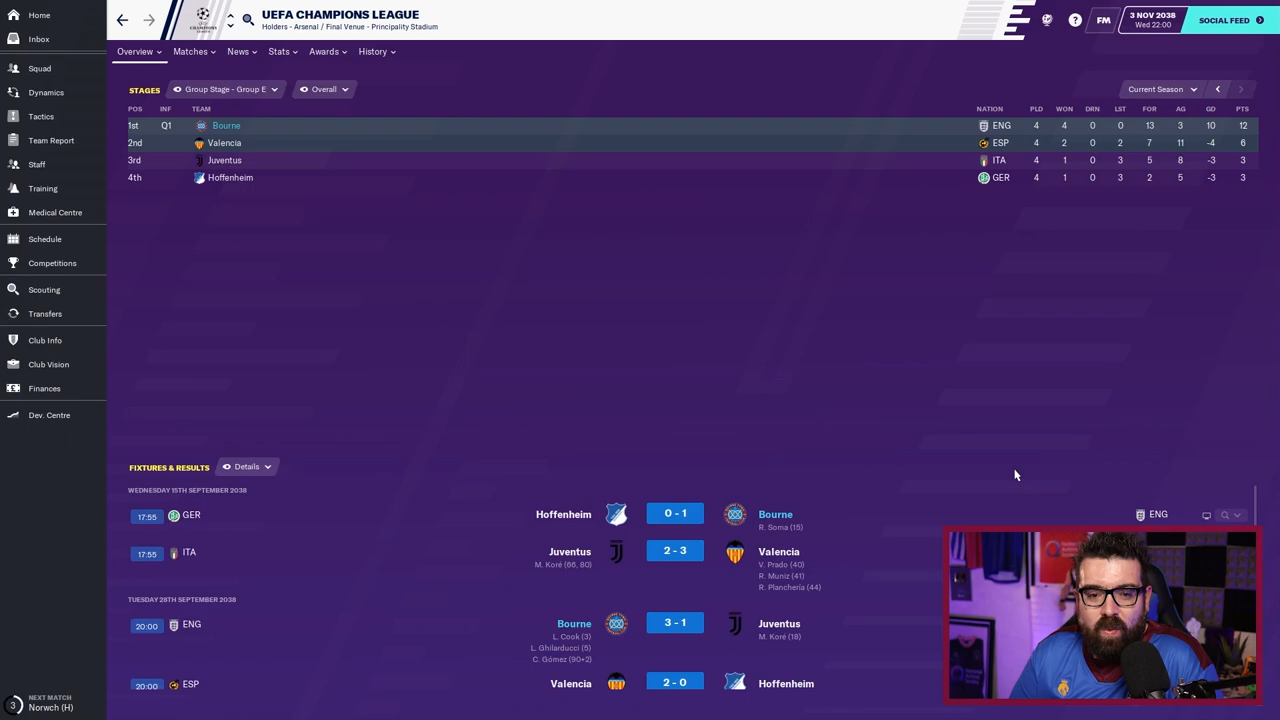 Home
Inbox
Squad
Dynamics
Tactics
Team Report
Staff
Training
Medical Centre
Schedule
Competitions
Scouting
Transfers
Club Info
Club Vision
Finances
Dev. Centre
3 NEXT MATCH
Norwich (H)
UEFA CHAMPIONS LEAGUE
Holders - Arsenal / Final Venue - Principality Stadium
? FM
3 NOV 2038
Wed 22:00
SOCIAL FEED
Overview Matches News Stats Awards History
STAGES Group Stage - Group E Overall Current Season
POS INF TEAM NATION PLD WON DRN LST FOR AG GD PTS
1st Q1 Bourne ENG 4 4 0 0 13 3 10 12
2nd Valencia ESP 4 2 0 2 7 11 -4 6
3rd Juventus ITA 4 1 0 3 5 8 -3 3
4th Hoffenheim GER 4 1 0 3 2 5 -3 3
FIXTURES & RESULTS Details
WEDNESDAY 15TH SEPTEMBER 2038
17:55 GER Hoffenheim 0 - 1 Bourne ENG
R. Soma (15)
17:55 ITA Juventus 2 - 3 Valencia
M. Koré (66, 80) V. Prado (40)
R. Muniz (41)
R. Planchería (44)
TUESDAY 28TH SEPTEMBER 2038
20:00 ENG Bourne 3 - 1 Juventus
L. Cook (3) M. Koré (18)
L. Ghilarducci (5)
C. Gómez (90+2)
20:00 ESP Valencia 2 - 0 Hoffenheim